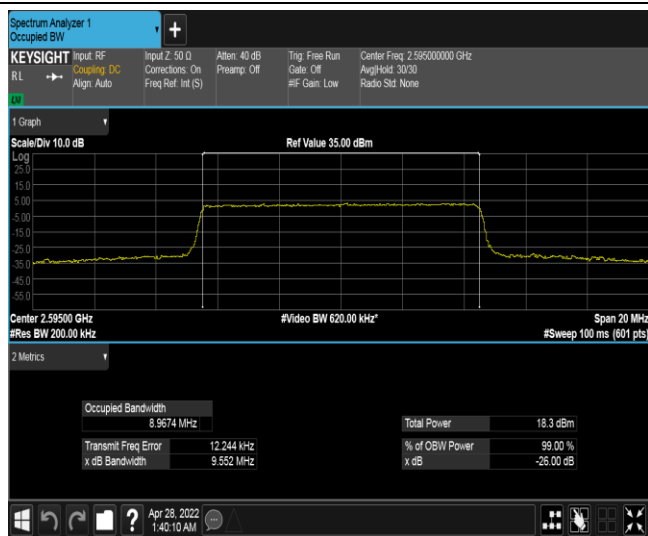 Spectrum Analyzer 1
Occupied BW
+
KEYSIGHT
RL
Input: RF
Coupling: DC
Align: Auto
Input Z: 50 Ω
Corrections: On
Freq Ref: Int (S)
Atten: 40 dB
Preamp: Off
Trig: Free Run
Gate: Off
#IF Gain: Low
Center Freq: 2.595000000 GHz
Avg|Hold: 30/30
Radio Std: None
1 Graph
Scale/Div 10.0 dB
Ref Value 35.00 dBm
Log
25.0
15.0
5.00
-5.00
-15.0
-25.0
-35.0
-45.0
-55.0
Center 2.59500 GHz
#Video BW 620.00 kHz*
Span 20 MHz
#Res BW 200.00 kHz
#Sweep 100 ms (601 pts)
2 Metrics
Occupied Bandwidth
8.9674 MHz
Total Power 18.3 dBm
Transmit Freq Error 12.244 kHz
% of OBW Power 99.00 %
x dB Bandwidth 9.552 MHz
x dB -26.00 dB
?
Apr 28, 2022
1:40:10 AM